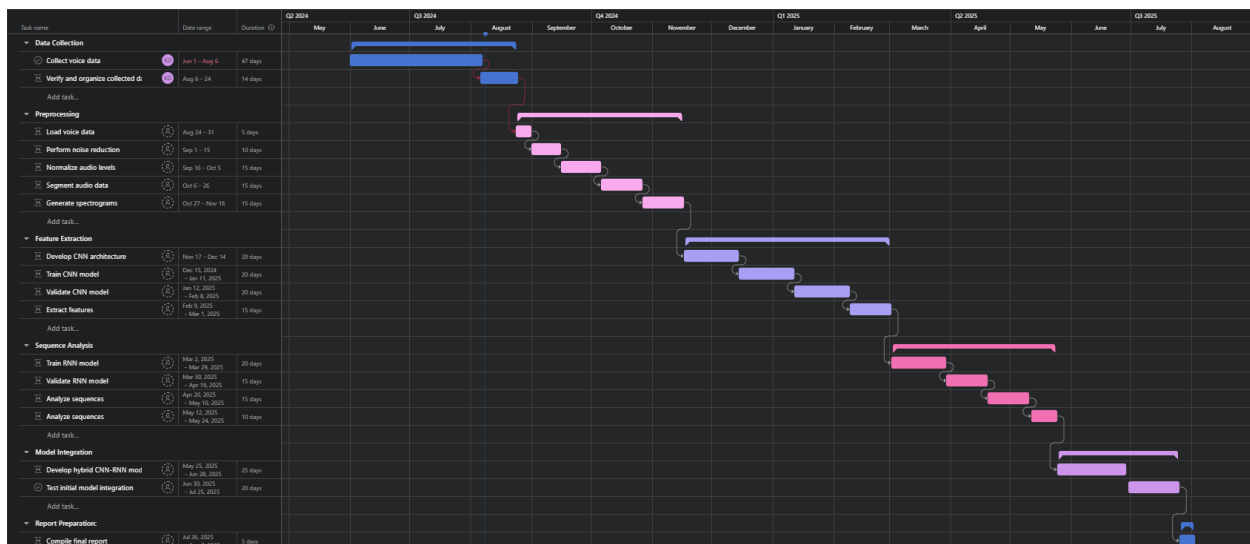 Q2 2024 Q3 2024 Q4 2024 Q1 2025 Q2 2025 Q3 2025
Task name Date range Duration May June July August September October November December January February March April May June July August
Data Collection
Collect voice data KD Jun 1 – Aug 6 47 days
Verify and organize collected da KD Aug 6 – 24 14 days
Add task...
Preprocessing
Load voice data Aug 24 – 31 5 days
Perform noise reduction Sep 1 – 15 10 days
Normalize audio levels Sep 16 – Oct 5 15 days
Segment audio data Oct 6 – 26 15 days
Generate spectrograms Oct 27 – Nov 16 15 days
Add task...
Feature Extraction
Develop CNN architecture Nov 17 – Dec 14 20 days
Train CNN model Dec 15, 2024 – Jan 11, 2025 20 days
Validate CNN model Jan 12, 2025 – Feb 8, 2025 20 days
Extract features Feb 9, 2025 – Mar 1, 2025 15 days
Add task...
Sequence Analysis
Train RNN model Mar 2, 2025 – Mar 29, 2025 20 days
Validate RNN model Mar 30, 2025 – Apr 19, 2025 15 days
Analyze sequences Apr 20, 2025 – May 10, 2025 15 days
Analyze sequences May 12, 2025 – May 24, 2025 10 days
Add task...
Model Integration
Develop hybrid CNN-RNN mod May 25, 2025 – Jun 28, 2025 25 days
Test initial model integration Jun 30, 2025 – Jul 25, 2025 20 days
Add task...
Report Preparation:
Compile final report Jul 26, 2025 5 days